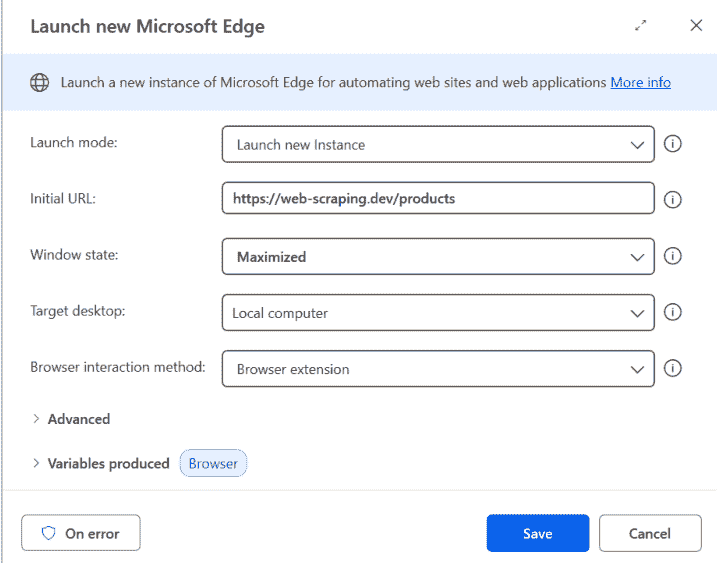 Launch new Microsoft Edge
Launch a new instance of Microsoft Edge for automating web sites and web applications More info
Launch mode: Launch new Instance
Initial URL: https://web-scraping.dev/products
Window state: Maximized
Target desktop: Local computer
Browser interaction method: Browser extension
Advanced
Variables produced Browser
On error Save Cancel